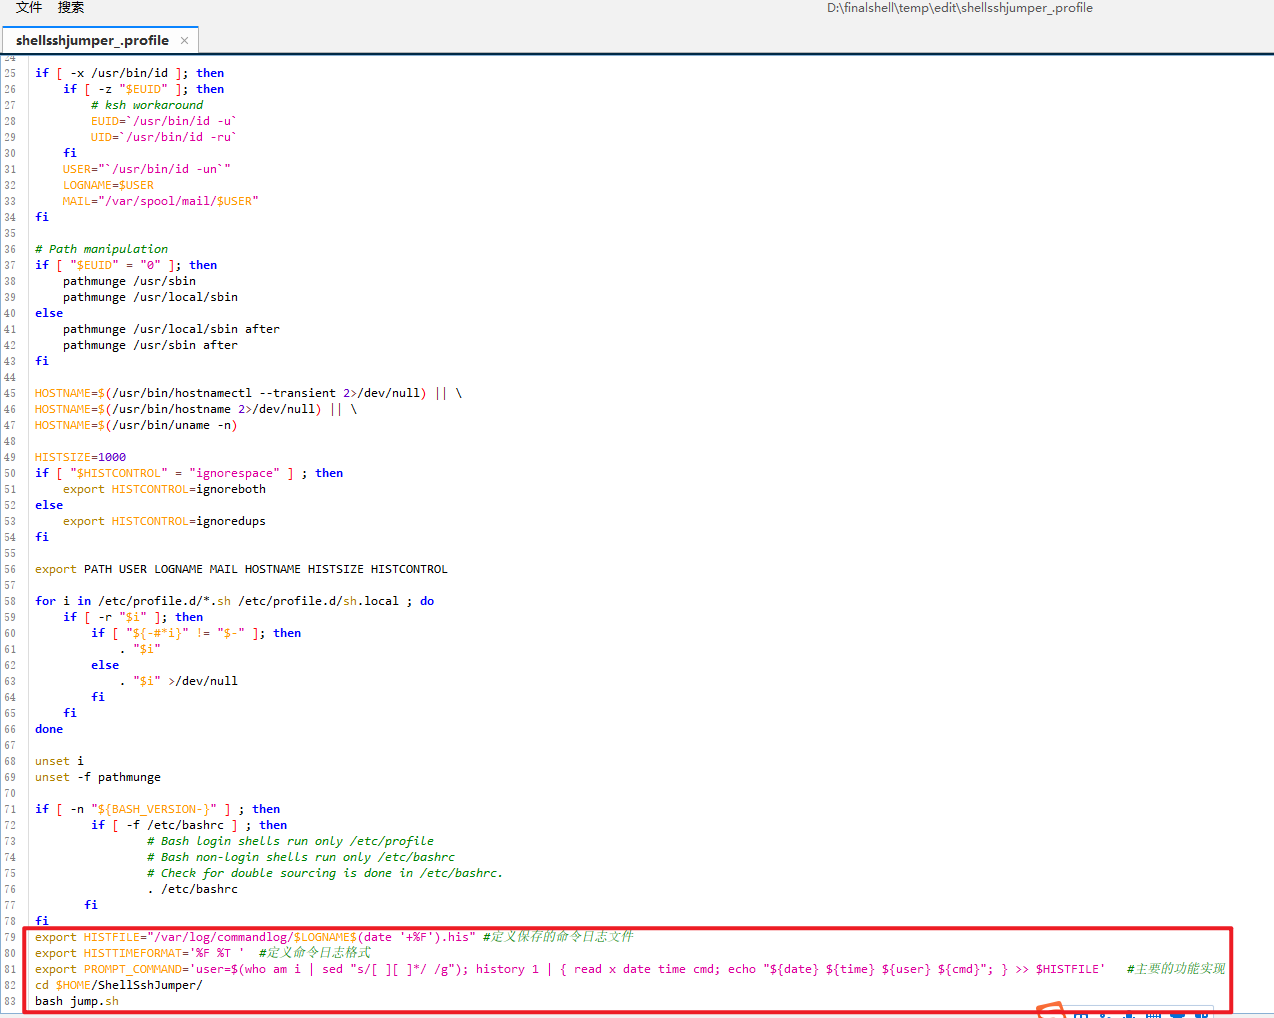 文件 搜索
D:\finalshell\temp\edit\shellsshjumper_.profile
shellsshjumper_.profile ×
24
25 if [ -x /usr/bin/id ]; then
26     if [ -z "$EUID" ]; then
27         # ksh workaround
28         EUID=`/usr/bin/id -u`
29         UID=`/usr/bin/id -ru`
30     fi
31     USER="`/usr/bin/id -un`"
32     LOGNAME=$USER
33     MAIL="/var/spool/mail/$USER"
34 fi
35
36 # Path manipulation
37 if [ "$EUID" = "0" ]; then
38     pathmunge /usr/sbin
39     pathmunge /usr/local/sbin
40 else
41     pathmunge /usr/local/sbin after
42     pathmunge /usr/sbin after
43 fi
44
45 HOSTNAME=$(/usr/bin/hostnamectl --transient 2>/dev/null) || \
46 HOSTNAME=$(/usr/bin/hostname 2>/dev/null) || \
47 HOSTNAME=$(/usr/bin/uname -n)
48
49 HISTSIZE=1000
50 if [ "$HISTCONTROL" = "ignorespace" ] ; then
51     export HISTCONTROL=ignoreboth
52 else
53     export HISTCONTROL=ignoredups
54 fi
55
56 export PATH USER LOGNAME MAIL HOSTNAME HISTSIZE HISTCONTROL
57
58 for i in /etc/profile.d/*.sh /etc/profile.d/sh.local ; do
59     if [ -r "$i" ]; then
60         if [ "${-#*i}" != "$-" ]; then
61             . "$i"
62         else
63             . "$i" >/dev/null
64         fi
65     fi
66 done
67
68 unset i
69 unset -f pathmunge
70
71 if [ -n "${BASH_VERSION-}" ] ; then
72         if [ -f /etc/bashrc ] ; then
73                 # Bash login shells run only /etc/profile
74                 # Bash non-login shells run only /etc/bashrc
75                 # Check for double sourcing is done in /etc/bashrc.
76                 . /etc/bashrc
77        fi
78 fi
79 export HISTFILE="/var/log/commandlog/$LOGNAME$(date '+%F').his" #定义保存的命令日志文件
80 export HISTTIMEFORMAT='%F %T '  #定义命令日志格式
81 export PROMPT_COMMAND='user=$(who am i | sed "s/[ ][ ]*/ /g"); history 1 | { read x date time cmd; echo "${date} ${time} ${user} ${cmd}"; } >> $HISTFILE'   #主要的功能实现
82 cd $HOME/ShellSshJumper/
83 bash jump.sh